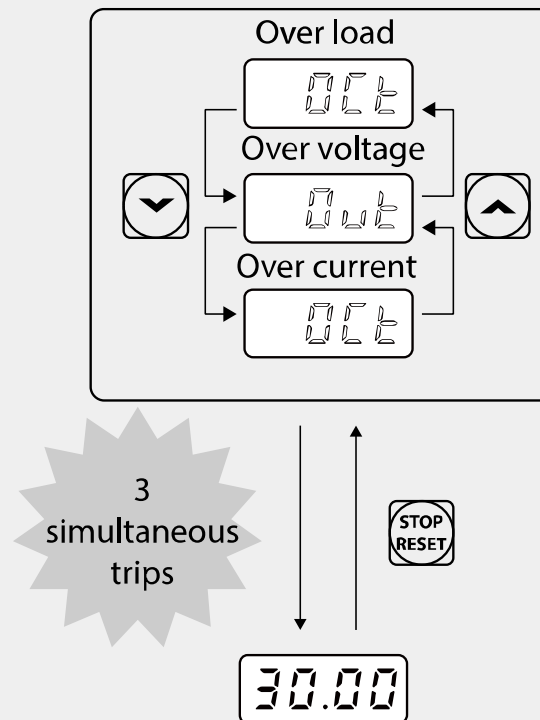 Over load
OCt
Over voltage
Out
Over current
OCt
3
simultaneous
trips
STOP
RESET
30.00